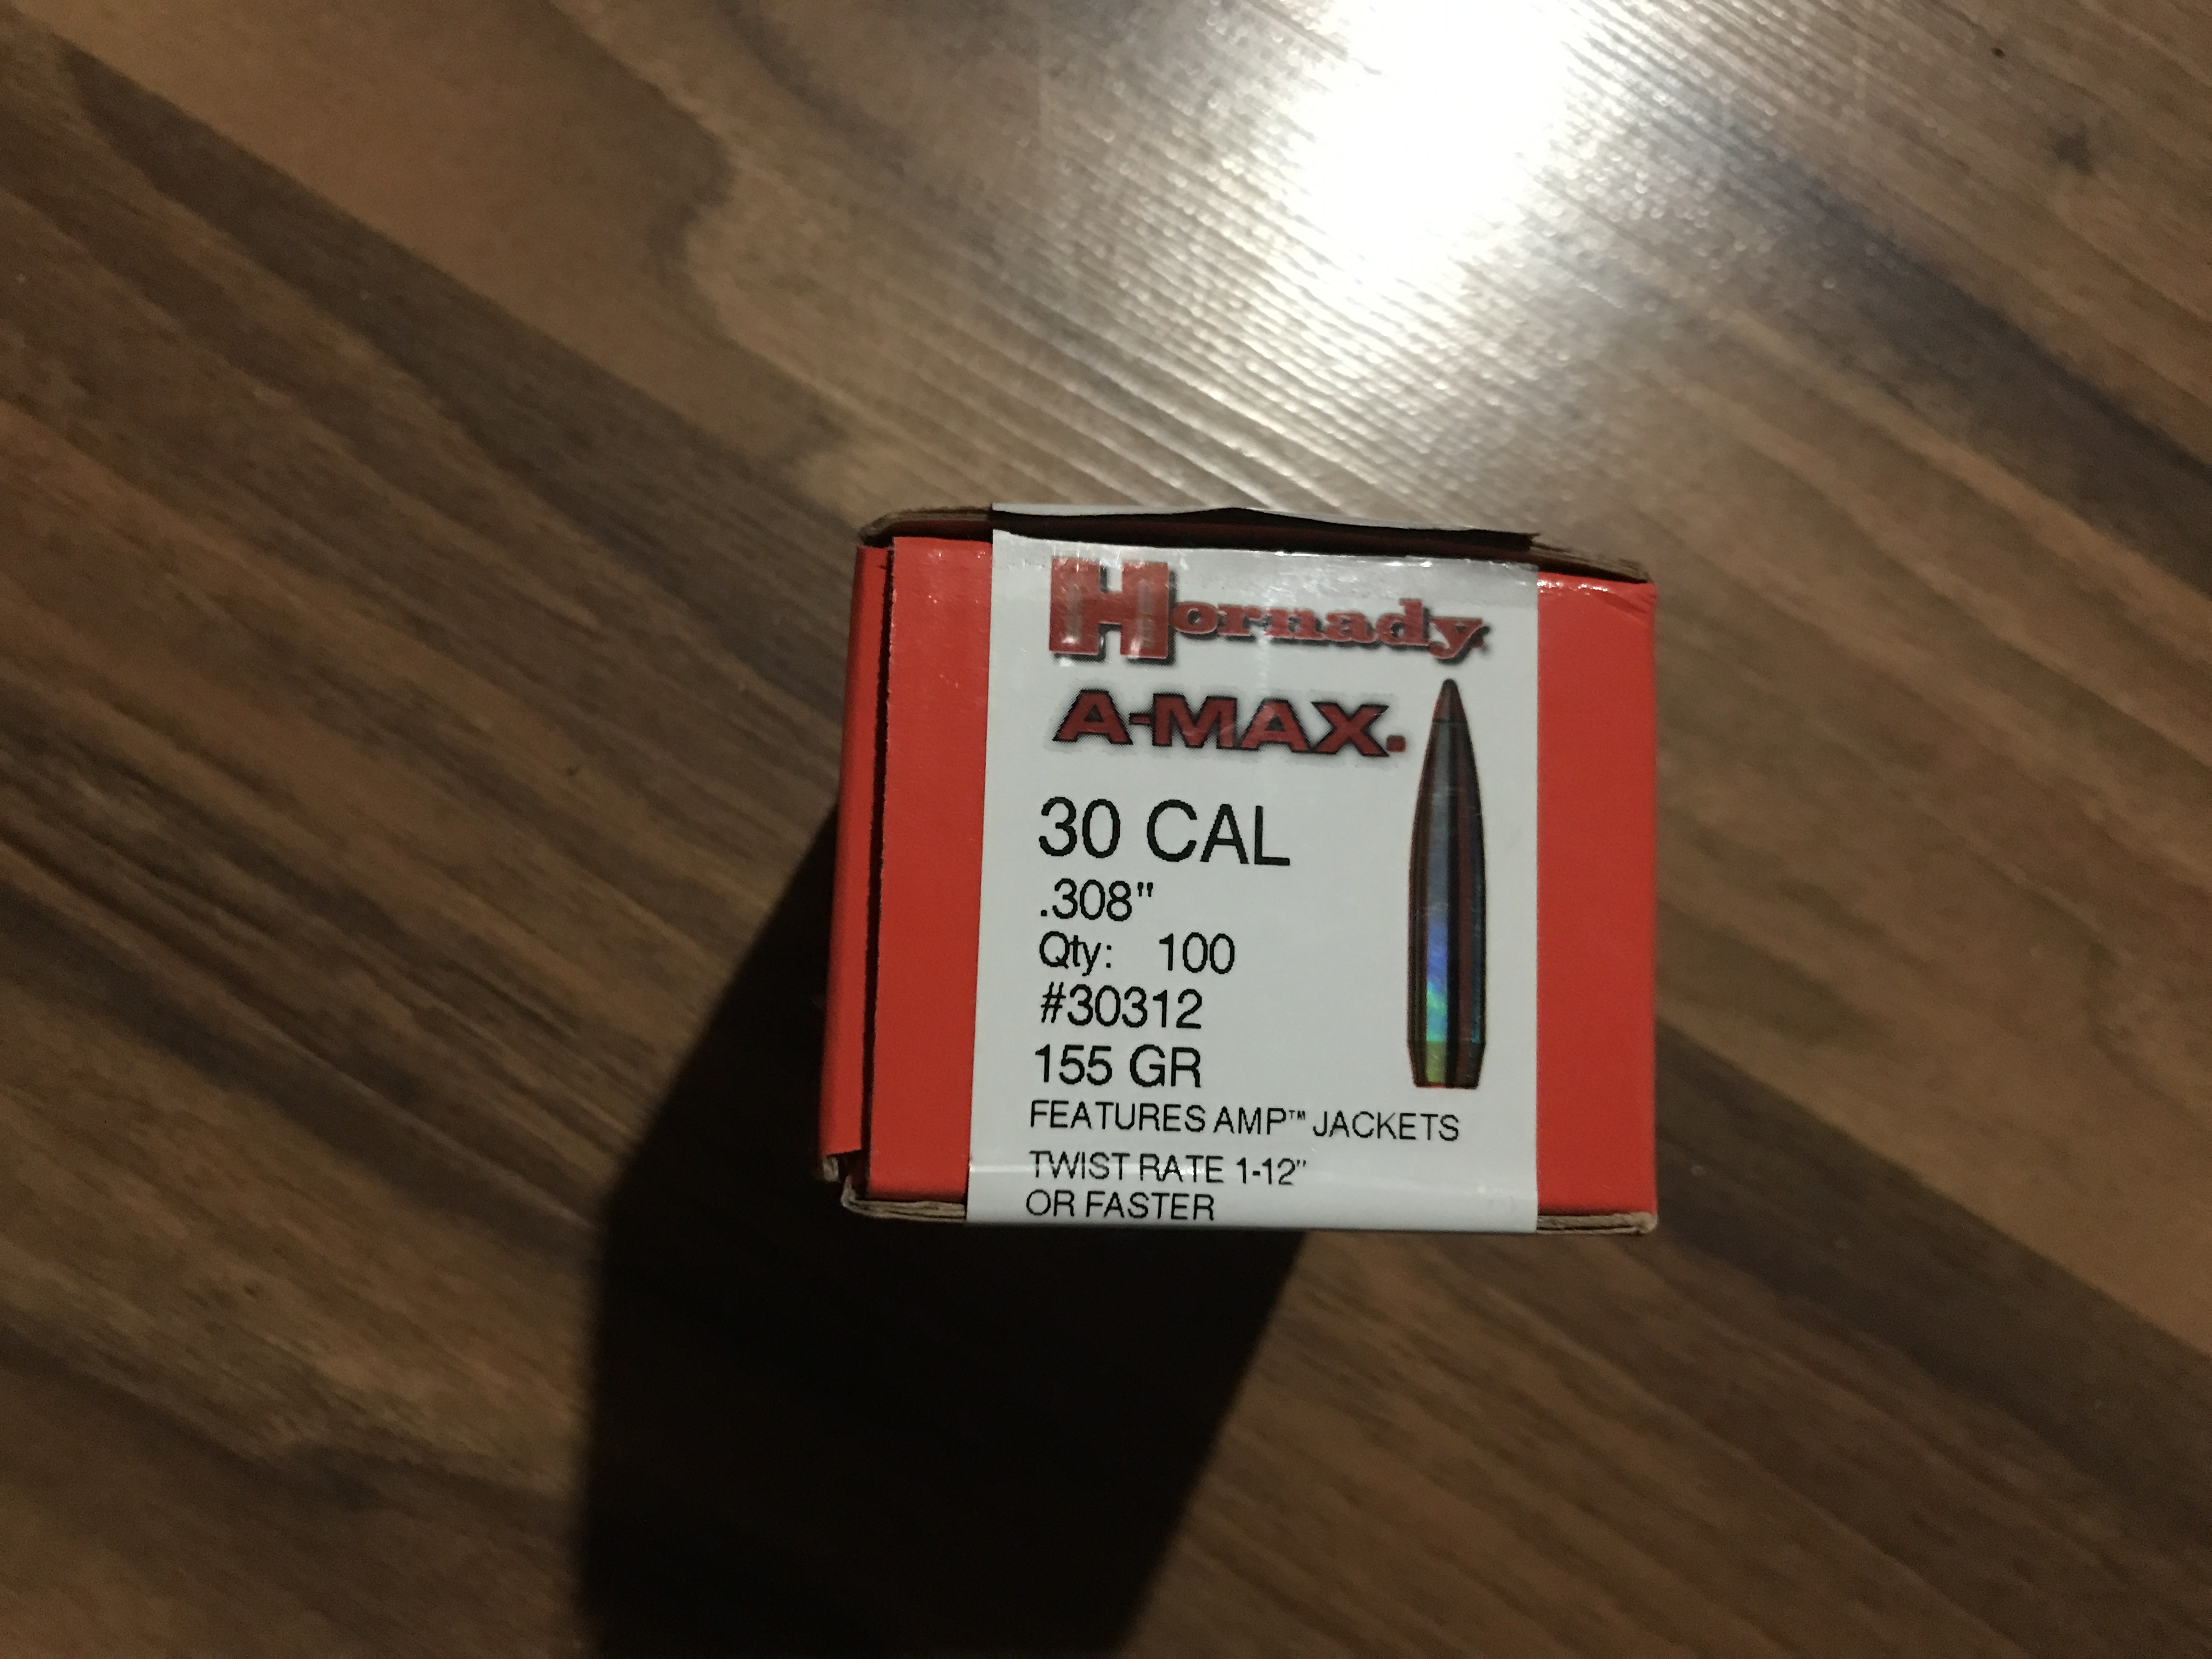 Hornady
A-MAX.
30 CAL
.308"
Qty: 100
#30312
155 GR
FEATURES AMP™ JACKETS
TWIST RATE 1-12"
OR FASTER